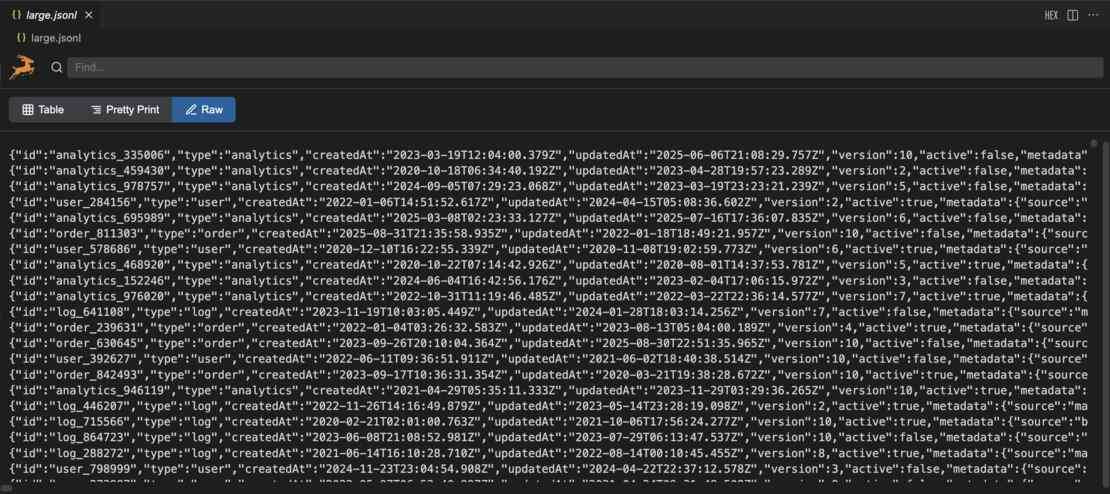 large.jsonl
HEX
large.jsonl
Find...
Table Pretty Print Raw
{"id":"analytics_335006","type":"analytics","createdAt":"2023-03-19T12:04:00.379Z","updatedAt":"2025-06-06T21:08:29.757Z","version":10,"active":false,"metadata"
{"id":"analytics_459430","type":"analytics","createdAt":"2020-10-18T06:34:40.192Z","updatedAt":"2023-04-28T19:57:23.289Z","version":2,"active":false,"metadata":
{"id":"analytics_978757","type":"analytics","createdAt":"2024-09-05T07:29:23.068Z","updatedAt":"2023-03-19T23:23:21.239Z","version":5,"active":false,"metadata":
{"id":"user_284156","type":"user","createdAt":"2022-01-06T14:51:52.617Z","updatedAt":"2024-04-15T05:08:36.602Z","version":2,"active":true,"metadata":{"source":"
{"id":"analytics_695989","type":"analytics","createdAt":"2025-03-08T02:23:33.127Z","updatedAt":"2025-07-16T17:36:07.835Z","version":6,"active":false,"metadata":
{"id":"order_811303","type":"order","createdAt":"2025-08-31T21:35:58.935Z","updatedAt":"2022-01-18T18:49:21.957Z","version":10,"active":false,"metadata":{"sourc
{"id":"user_578686","type":"user","createdAt":"2020-12-10T16:22:55.339Z","updatedAt":"2020-11-08T19:02:59.773Z","version":6,"active":true,"metadata":{"source":"
{"id":"analytics_468920","type":"analytics","createdAt":"2020-10-22T07:14:42.926Z","updatedAt":"2020-08-01T14:37:53.781Z","version":5,"active":true,"metadata":{
{"id":"analytics_152246","type":"analytics","createdAt":"2024-06-04T16:42:56.176Z","updatedAt":"2023-02-04T17:06:15.972Z","version":3,"active":false,"metadata":
{"id":"analytics_976020","type":"analytics","createdAt":"2022-10-31T11:19:46.485Z","updatedAt":"2022-03-22T22:36:14.577Z","version":7,"active":true,"metadata":{
{"id":"log_641108","type":"log","createdAt":"2023-11-19T10:03:05.449Z","updatedAt":"2024-01-28T18:03:14.256Z","version":7,"active":false,"metadata":{"source":"m
{"id":"order_239631","type":"order","createdAt":"2022-01-04T03:26:32.583Z","updatedAt":"2023-08-13T05:04:00.189Z","version":4,"active":true,"metadata":{"source"
{"id":"order_630645","type":"order","createdAt":"2023-09-26T20:10:04.364Z","updatedAt":"2025-08-30T22:51:35.965Z","version":10,"active":false,"metadata":{"sourc
{"id":"user_392627","type":"user","createdAt":"2022-06-11T09:36:51.911Z","updatedAt":"2021-06-02T18:40:38.514Z","version":10,"active":false,"metadata":{"source"
{"id":"order_842493","type":"order","createdAt":"2023-09-17T10:36:31.354Z","updatedAt":"2020-03-21T19:38:28.672Z","version":10,"active":true,"metadata":{"source
{"id":"analytics_946119","type":"analytics","createdAt":"2021-04-29T05:35:11.333Z","updatedAt":"2023-11-29T03:29:36.265Z","version":10,"active":true,"metadata":
{"id":"log_446207","type":"log","createdAt":"2022-11-26T14:16:49.879Z","updatedAt":"2023-05-14T23:28:19.098Z","version":2,"active":true,"metadata":{"source":"ma
{"id":"log_715566","type":"log","createdAt":"2020-02-21T02:01:00.763Z","updatedAt":"2021-10-06T17:56:24.277Z","version":10,"active":true,"metadata":{"source":"b
{"id":"log_864723","type":"log","createdAt":"2023-06-08T21:08:52.981Z","updatedAt":"2023-07-29T06:13:47.537Z","version":10,"active":false,"metadata":{"source":"
{"id":"log_288272","type":"log","createdAt":"2021-06-14T16:10:28.710Z","updatedAt":"2022-08-14T00:10:45.455Z","version":8,"active":true,"metadata":{"source":"ma
{"id":"user_798999","type":"user","createdAt":"2024-11-23T23:04:54.908Z","updatedAt":"2024-04-22T22:37:12.578Z","version":3,"active":false,"metadata":{"source":